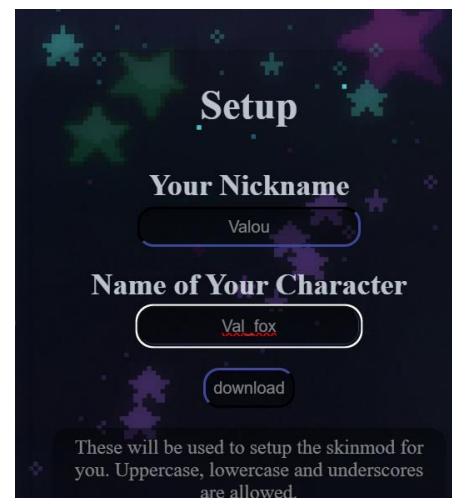 Setup
Your Nickname
Valou
Name of Your Character
Val_fox
download
These will be used to setup the skinmod for
you. Uppercase, lowercase and underscores
are allowed.